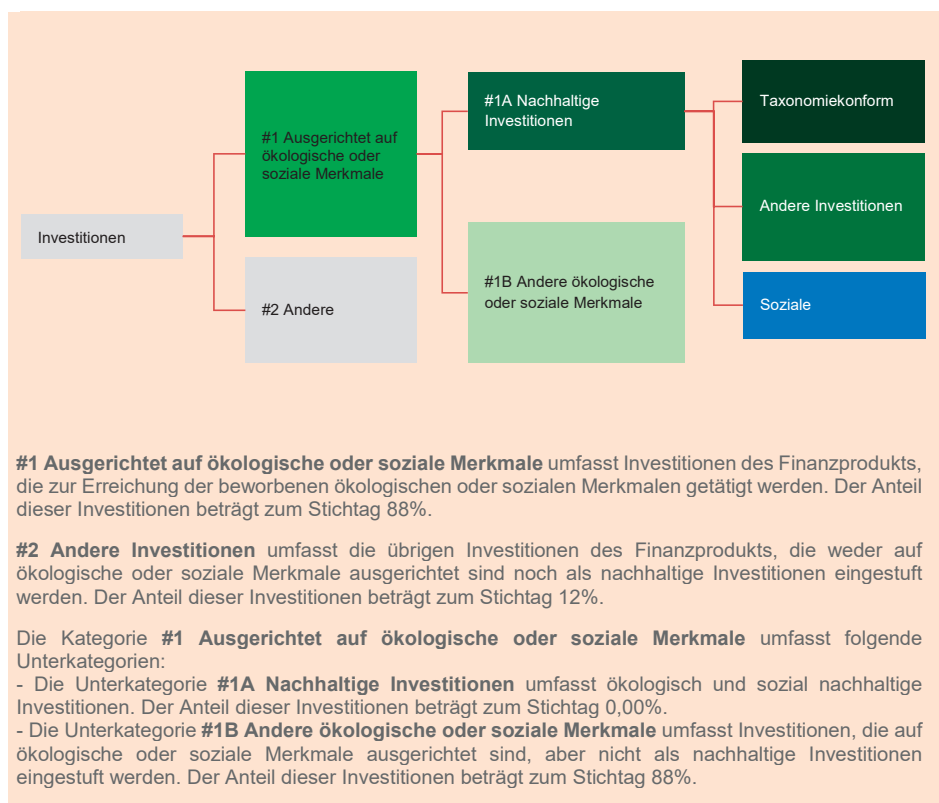 Investitionen
#1 Ausgerichtet auf
ökologische oder
soziale Merkmale
#2 Andere
#1A Nachhaltige
Investitionen
#1B Andere ökologische
oder soziale Merkmale
Taxonomiekonform
Andere Investitionen
Soziale
#1 Ausgerichtet auf ökologische oder soziale Merkmale umfasst Investitionen des Finanzprodukts,
die zur Erreichung der beworbenen ökologischen oder sozialen Merkmalen getätigt werden. Der Anteil
dieser Investitionen beträgt zum Stichtag 88%.
#2 Andere Investitionen umfasst die übrigen Investitionen des Finanzprodukts, die weder auf
ökologische oder soziale Merkmale ausgerichtet sind noch als nachhaltige Investitionen eingestuft
werden. Der Anteil dieser Investitionen beträgt zum Stichtag 12%.
Die Kategorie #1 Ausgerichtet auf ökologische oder soziale Merkmale umfasst folgende
Unterkategorien:
- Die Unterkategorie #1A Nachhaltige Investitionen umfasst ökologisch und sozial nachhaltige
Investitionen. Der Anteil dieser Investitionen beträgt zum Stichtag 0,00%.
- Die Unterkategorie #1B Andere ökologische oder soziale Merkmale umfasst Investitionen, die auf
ökologische oder soziale Merkmale ausgerichtet sind, aber nicht als nachhaltige Investitionen
eingestuft werden. Der Anteil dieser Investitionen beträgt zum Stichtag 88%.